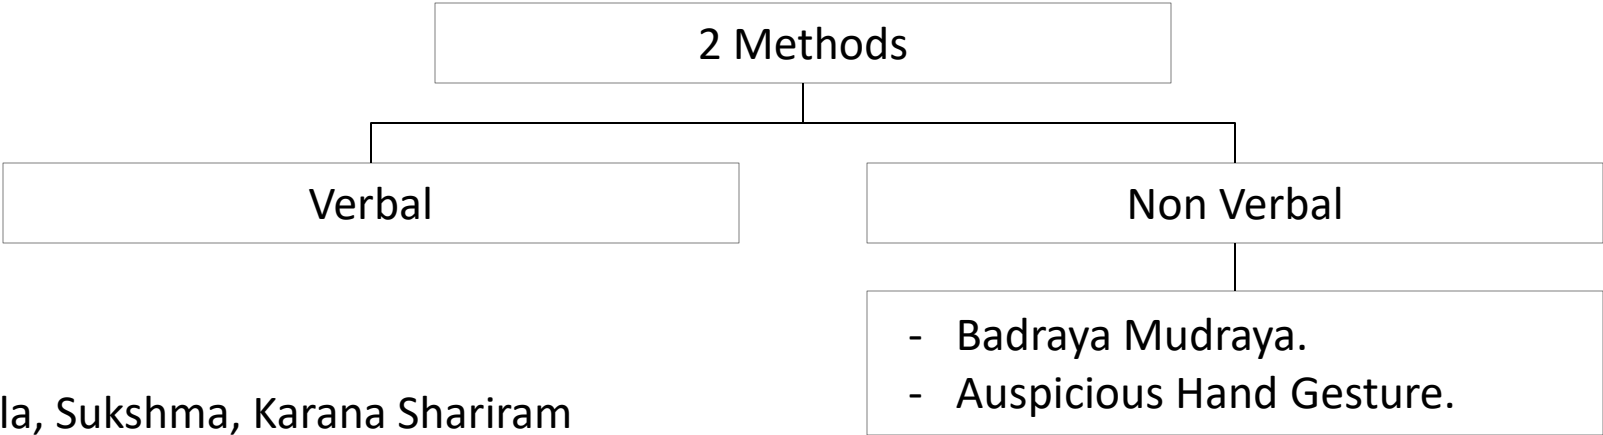 2 Methods
Verbal
Non Verbal
- Badraya Mudraya.
- Auspicious Hand Gesture.
la, Sukshma, Karana Shariram